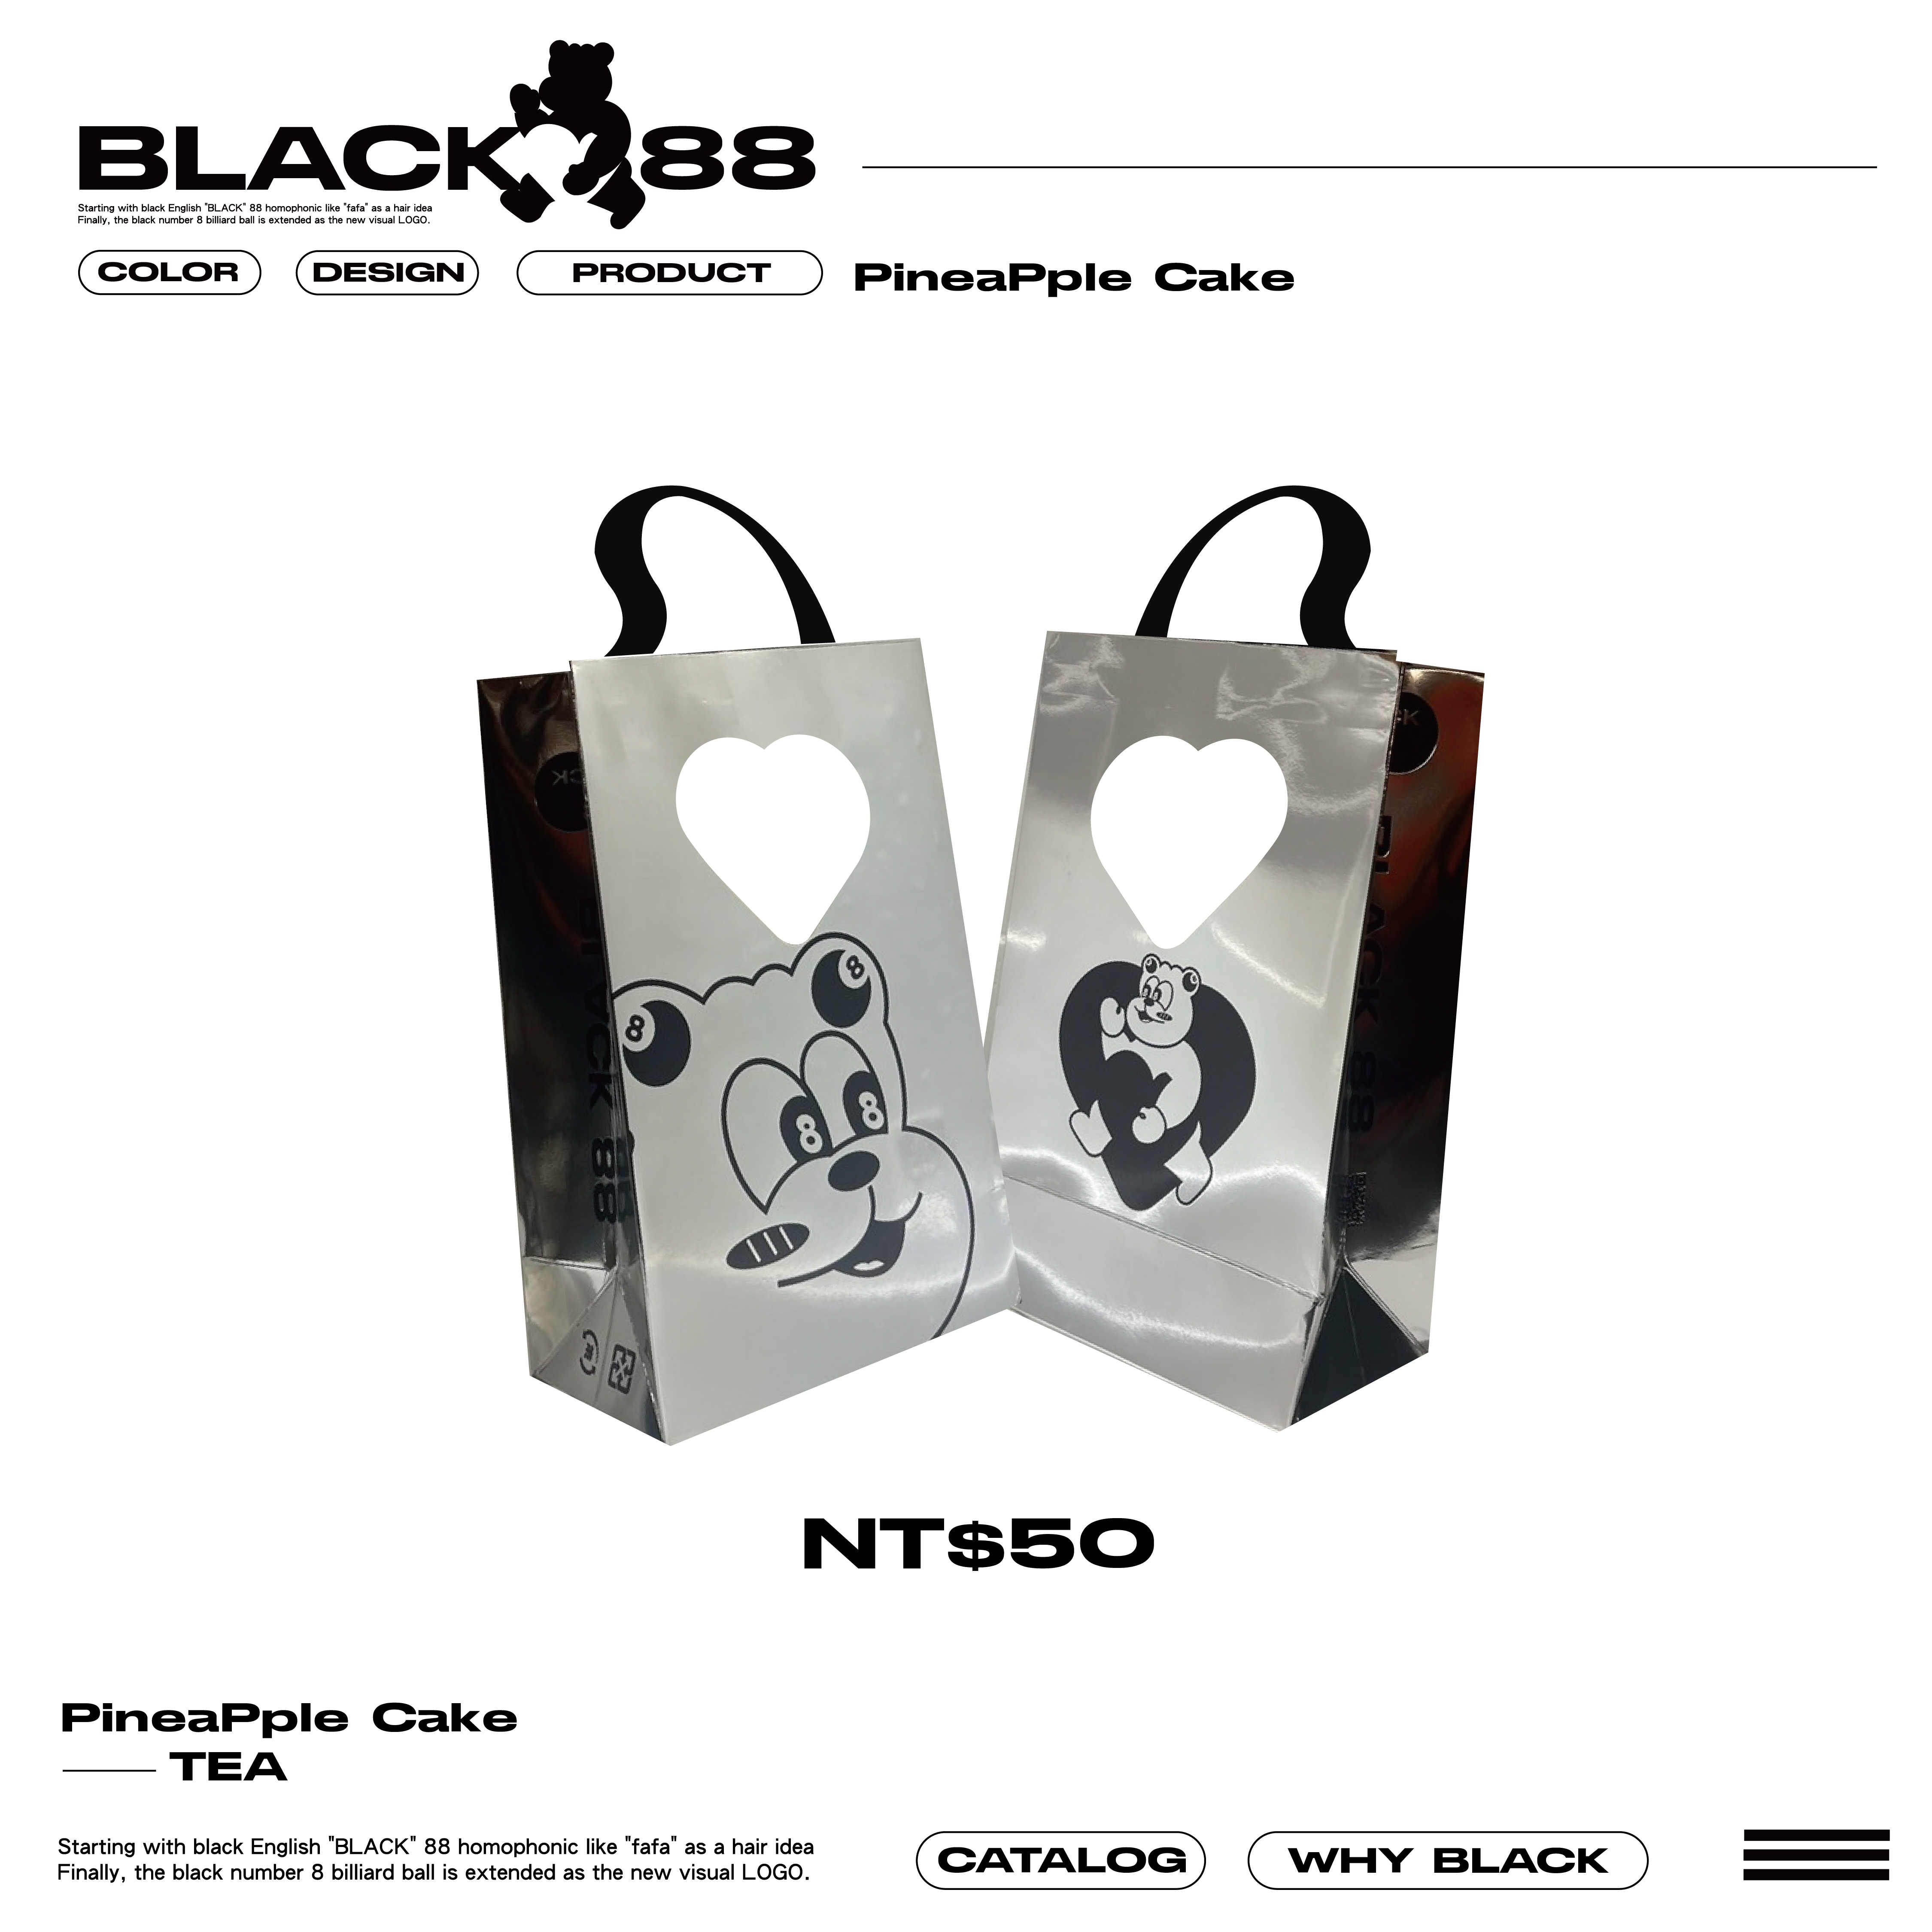 BLACK 88
Starting with black English "BLACK" 88 homophonic like "fafa" as a hair idea
Finally, the black number 8 billiard ball is extended as the new visual LOGO.
COLOR
DESIGN
PRODUCT
PineaPple Cake
BLACK 88
8
8
8
8
BLACK 88
NT$50
PineaPple Cake
TEA
Starting with black English "BLACK" 88 homophonic like "fafa" as a hair idea
Finally, the black number 8 billiard ball is extended as the new visual LOGO.
CATALOG
WHY BLACK